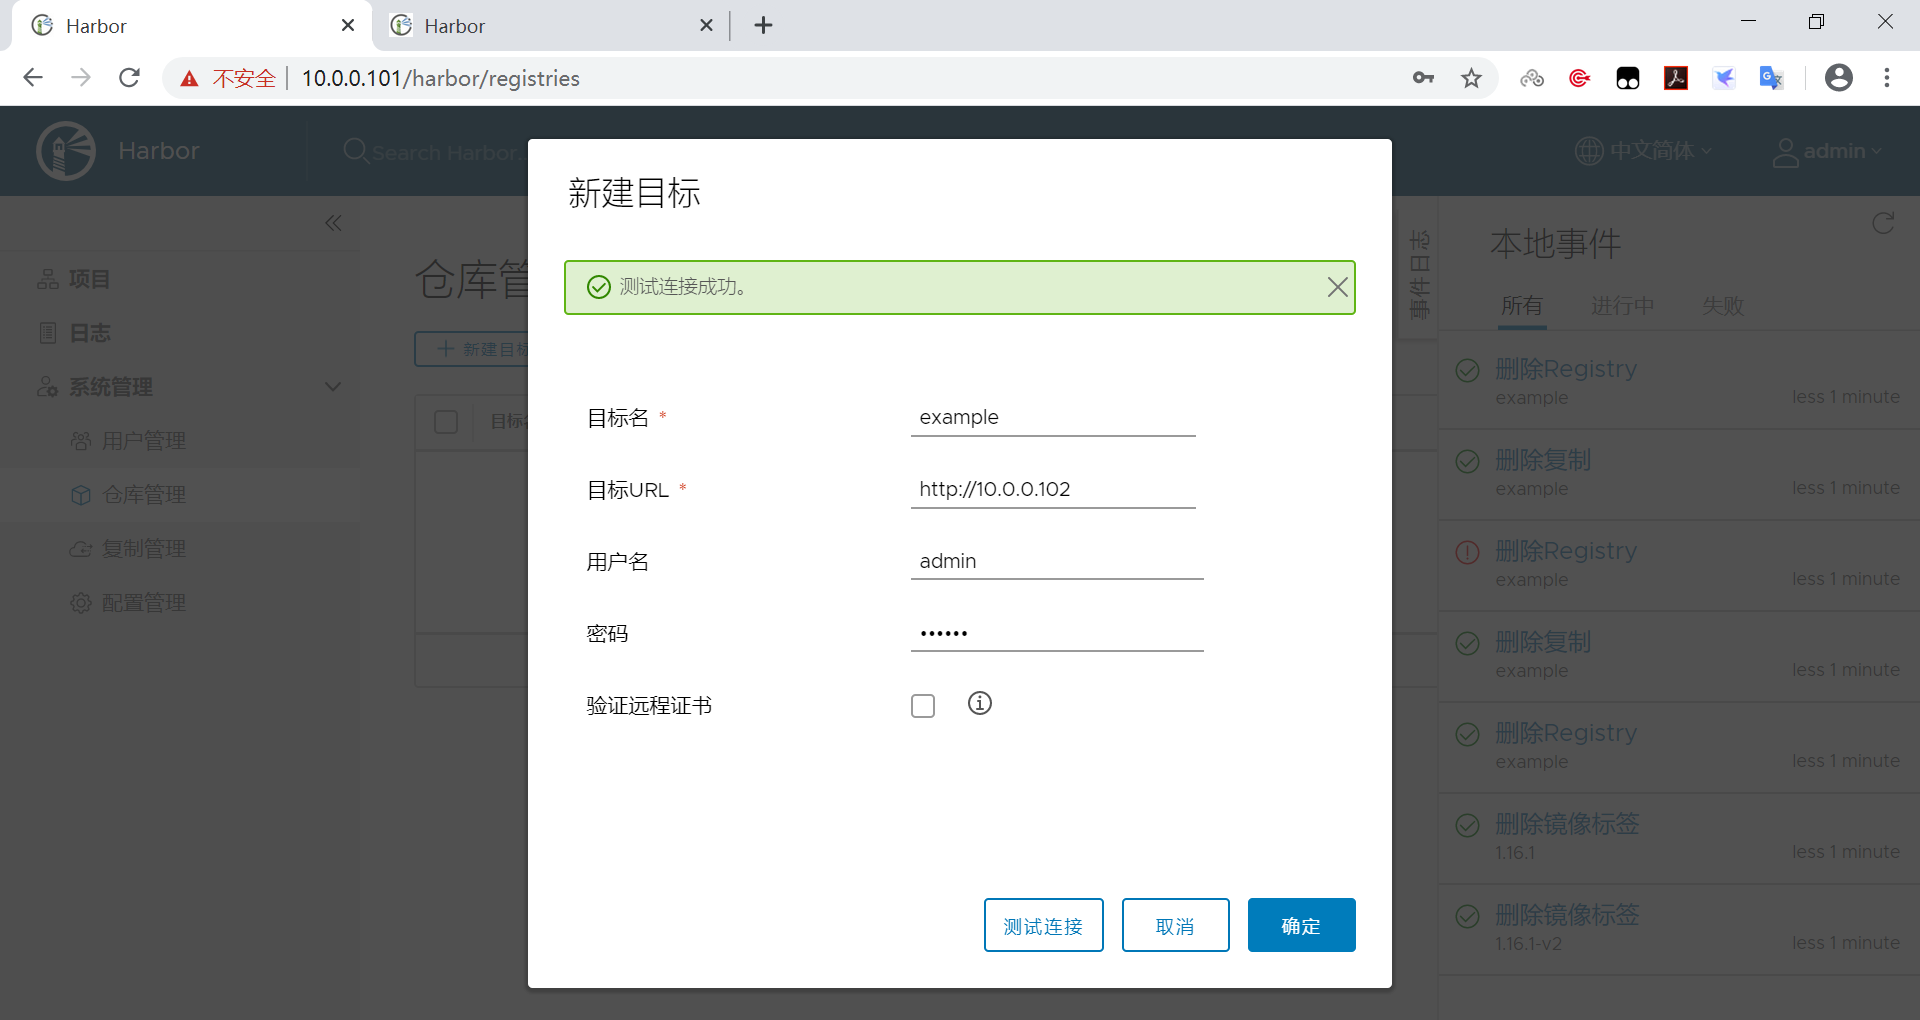 Harbor
Harbor
不安全
10.0.0.101/harbor/registries
Harbor
Search Harbor...
中文简体
admin
项目
日志
系统管理
用户管理
仓库管理
复制管理
配置管理
仓库管
新建目标
目标名
新建目标
测试连接成功。
目标名 *
example
目标URL *
http://10.0.0.102
用户名
admin
密码
••••••
验证远程证书
测试连接
取消
确定
事件日志
本地事件
所有
进行中
失败
删除Registry
example
less 1 minute
删除复制
example
less 1 minute
删除Registry
example
less 1 minute
删除复制
example
less 1 minute
删除Registry
example
less 1 minute
删除镜像标签
1.16.1
less 1 minute
删除镜像标签
1.16.1-v2
less 1 minute